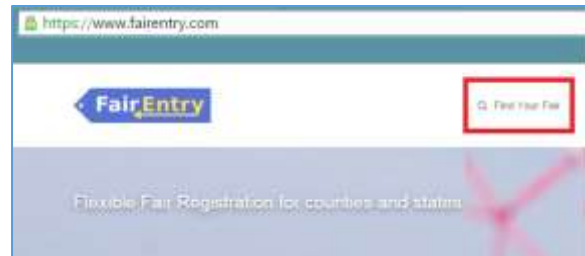 https://www.fairentry.com
FairEntry
Find Your Fair
Flexible Fair Registration for counties and states